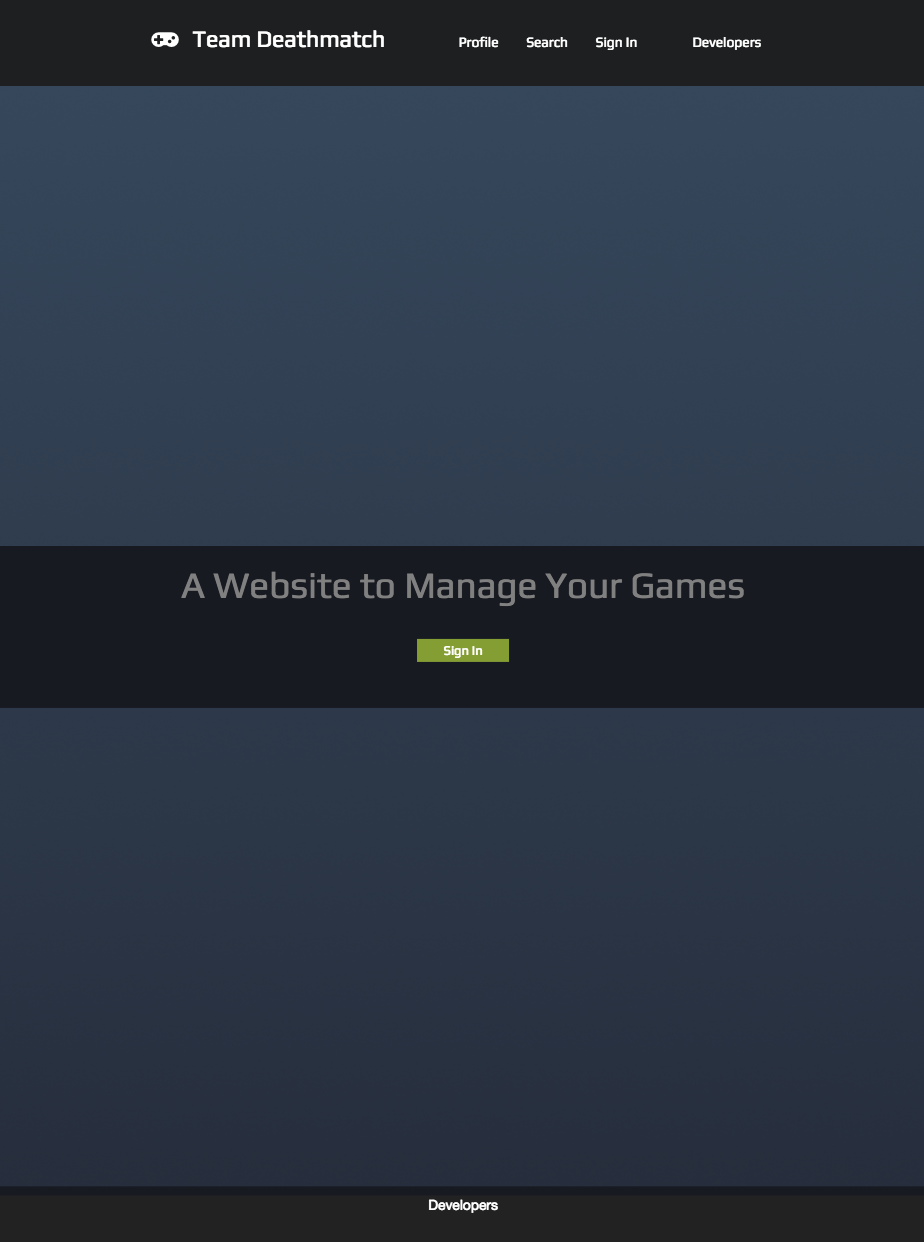 Team Deathmatch Profile Search Sign In Developers
A Website to Manage Your Games
Sign In
Developers